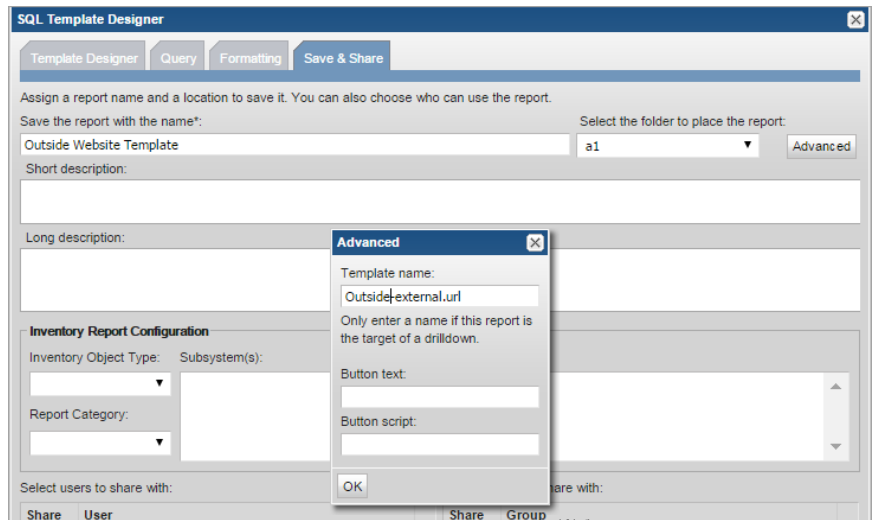 SQL Template Designer
Template Designer Query Formatting Save & Share
Assign a report name and a location to save it. You can also choose who can use the report.
Save the report with the name*: Select the folder to place the report:
Outside Website Template a1 Advanced
Short description:
Long description:
Advanced
Template name:
Outside-external.url
Only enter a name if this report is
the target of a drilldown.
Button text:
Button script:
OK
Inventory Report Configuration
Inventory Object Type: Subsystem(s):
Report Category:
Select users to share with: hare with:
Share User Share Group